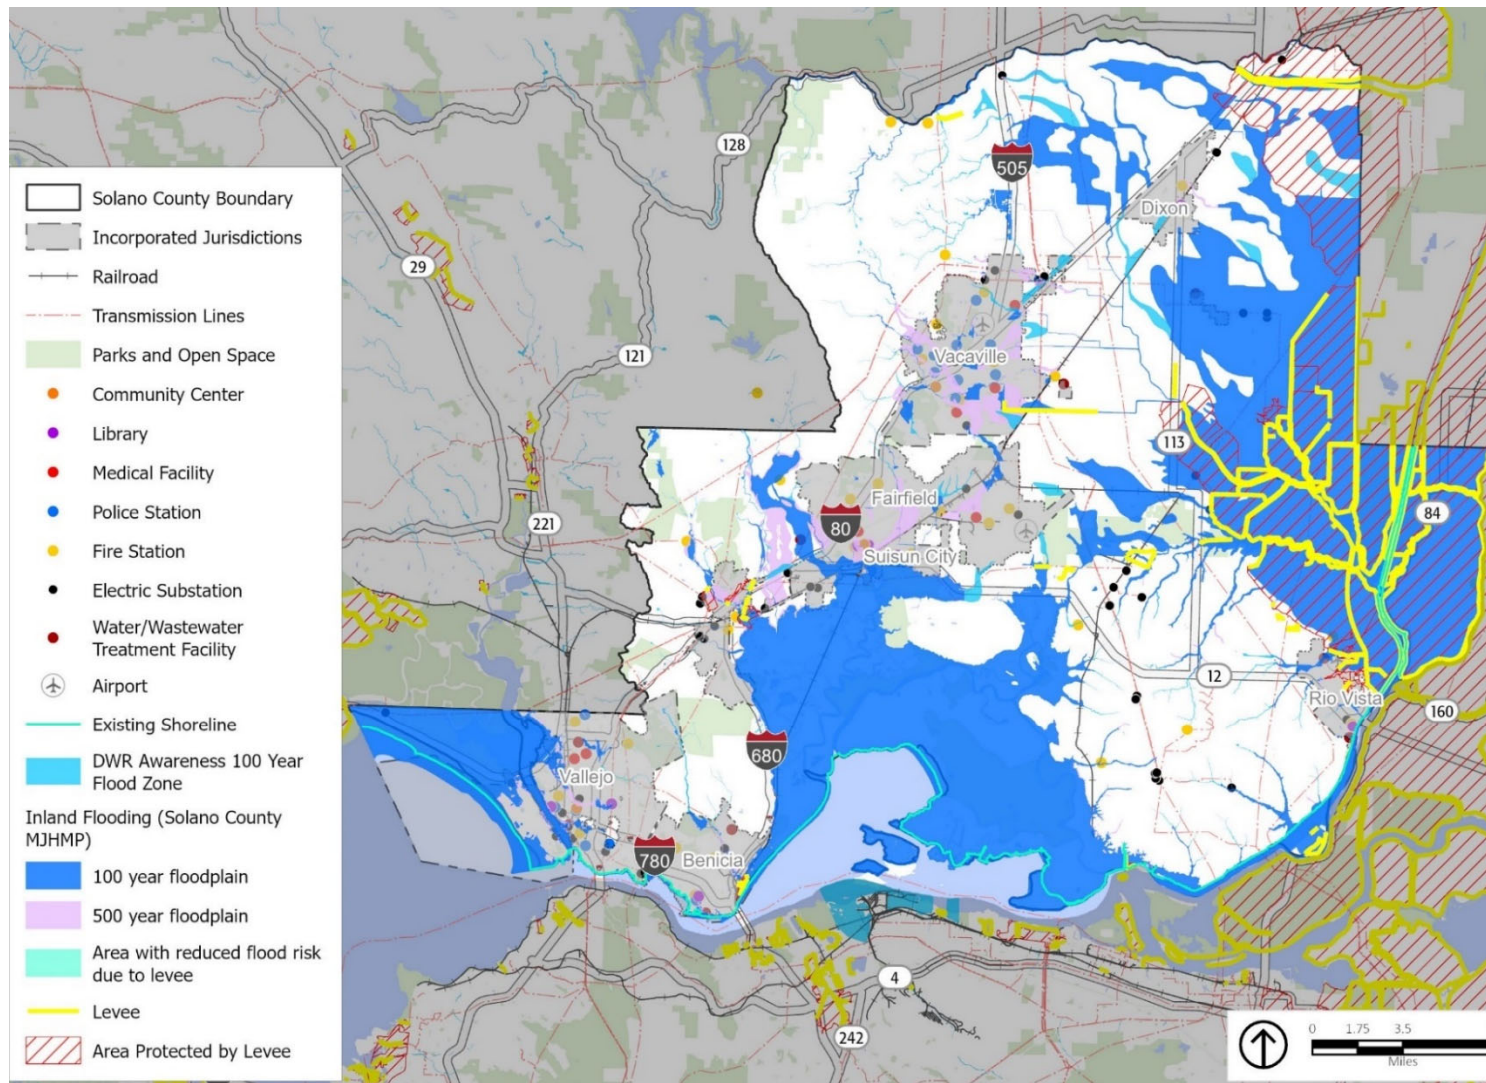 Solano County Boundary
Incorporated Jurisdictions
Railroad
Transmission Lines
Parks and Open Space
Community Center
Library
Medical Facility
Police Station
Fire Station
Electric Substation
Water/Wastewater
Treatment Facility
Airport
Existing Shoreline
DWR Awareness 100 Year
Flood Zone
Inland Flooding (Solano County
MJHMP)
100 year floodplain
500 year floodplain
Area with reduced flood risk
due to levee
Levee
Area Protected by Levee
128
505
Dixon
29
121
Vacaville
113
221
Fairfield
80
Suisun City
84
12
Rio Vista
160
680
Vallejo
780
Benicia
4
242
0 1.75 3.5
Miles